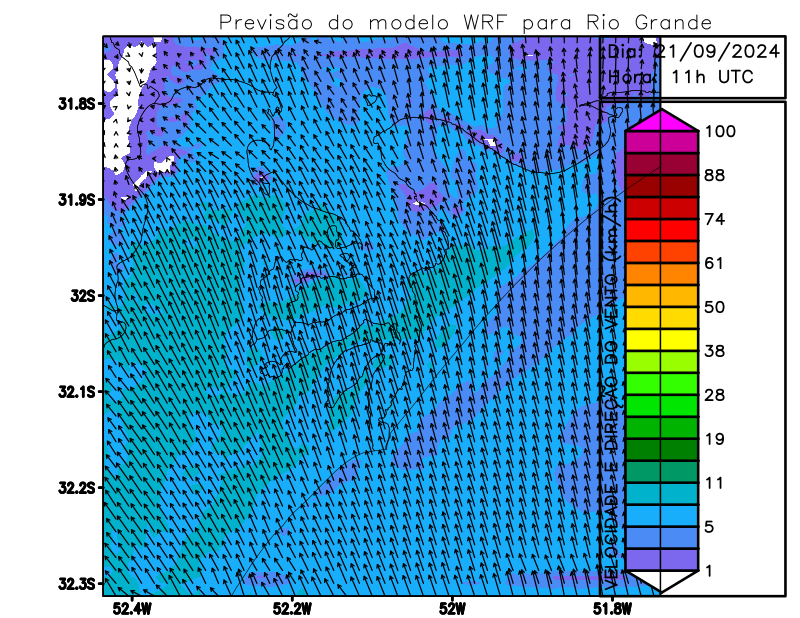 Previsão do modelo WRF para Rio Grande
Dia: 21/09/2024
Hora: 11h UTC
VELOCIDADE E DIREÇÃO DO VENTO (km/h)
100
88
74
61
50
38
28
19
11
5
1
31.8S
31.9S
32S
32.1S
32.2S
32.3S
52.4W
52.2W
52W
51.8W